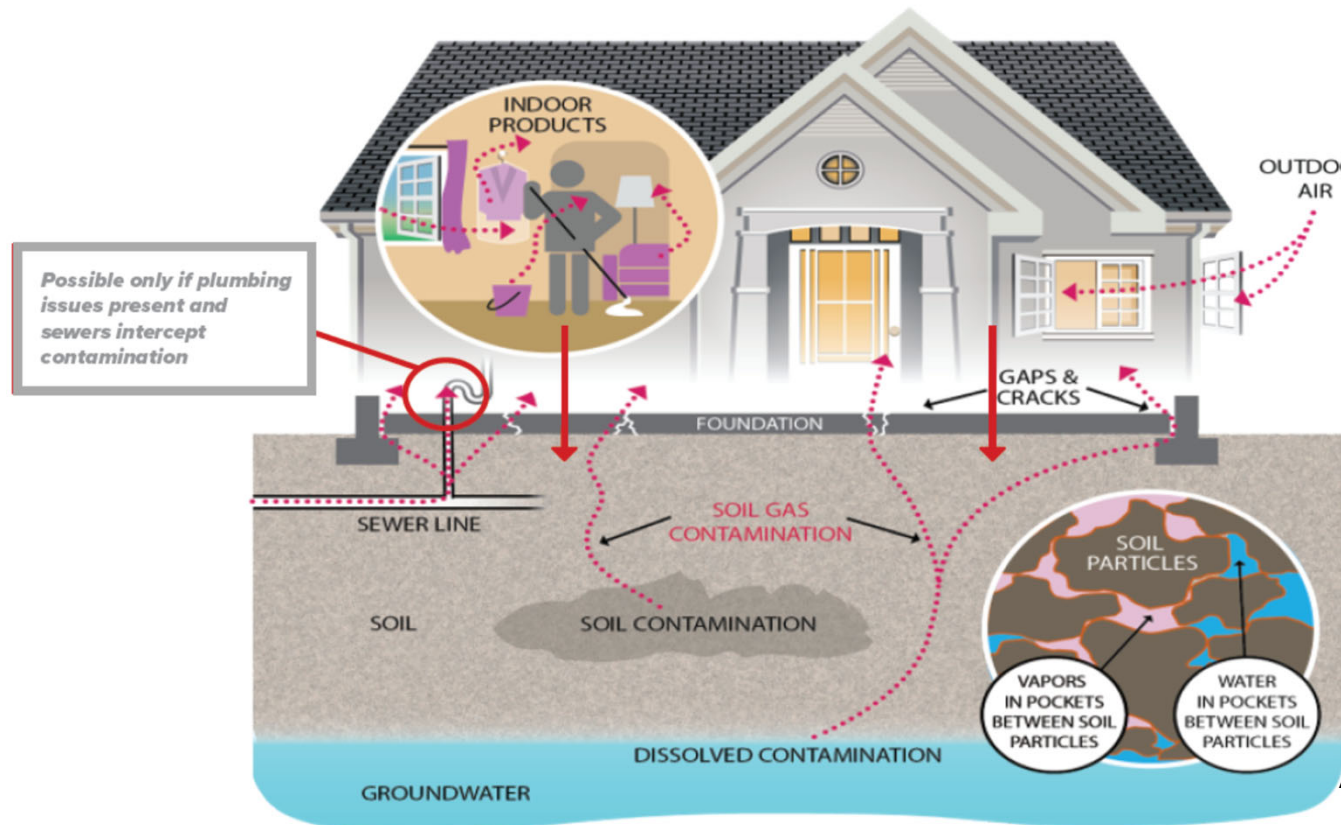 INDOOR
PRODUCTS
OUTDO
AIR
Possible only if plumbing
issues present and
sewers intercept
contamination
GAPS &
CRACKS
FOUNDATION
SEWER LINE
SOIL GAS
CONTAMINATION
SOIL
PARTICLES
SOIL
SOIL CONTAMINATION
VAPORS
IN POCKETS
BETWEEN SOIL
PARTICLES
WATER
IN POCKETS
BETWEEN SOIL
PARTICLES
DISSOLVED CONTAMINATION
GROUNDWATER